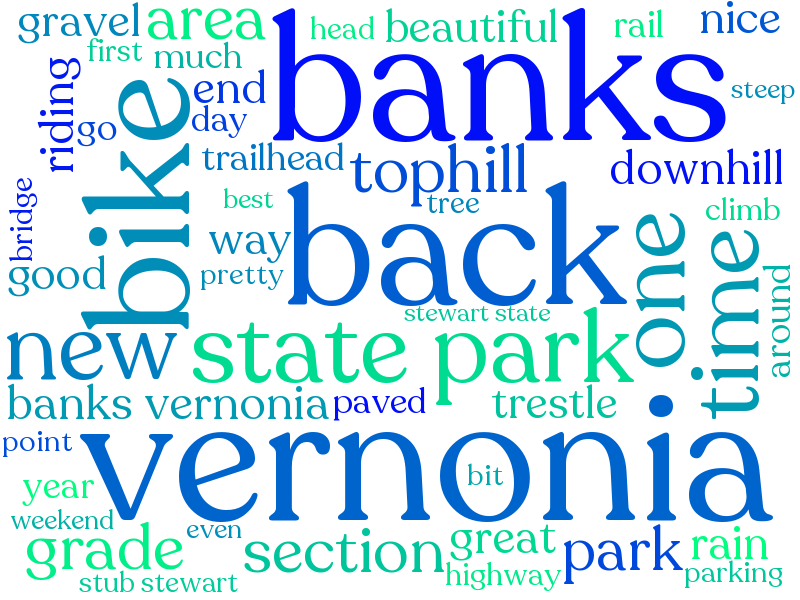 gravel
area
head
beautiful
rail
nice
first
much
banks
riding
go
end
day
steep
bike
trailhead
tophill
downhill
bridge
best
tree
climb
back
way
good
pretty
one
time
around
stewart state
new
state park
banks vernonia
paved
trestle
point
vernonia
bit
year
weekend
even
grade
section
great
park
rain
highway
parking
stub stewart